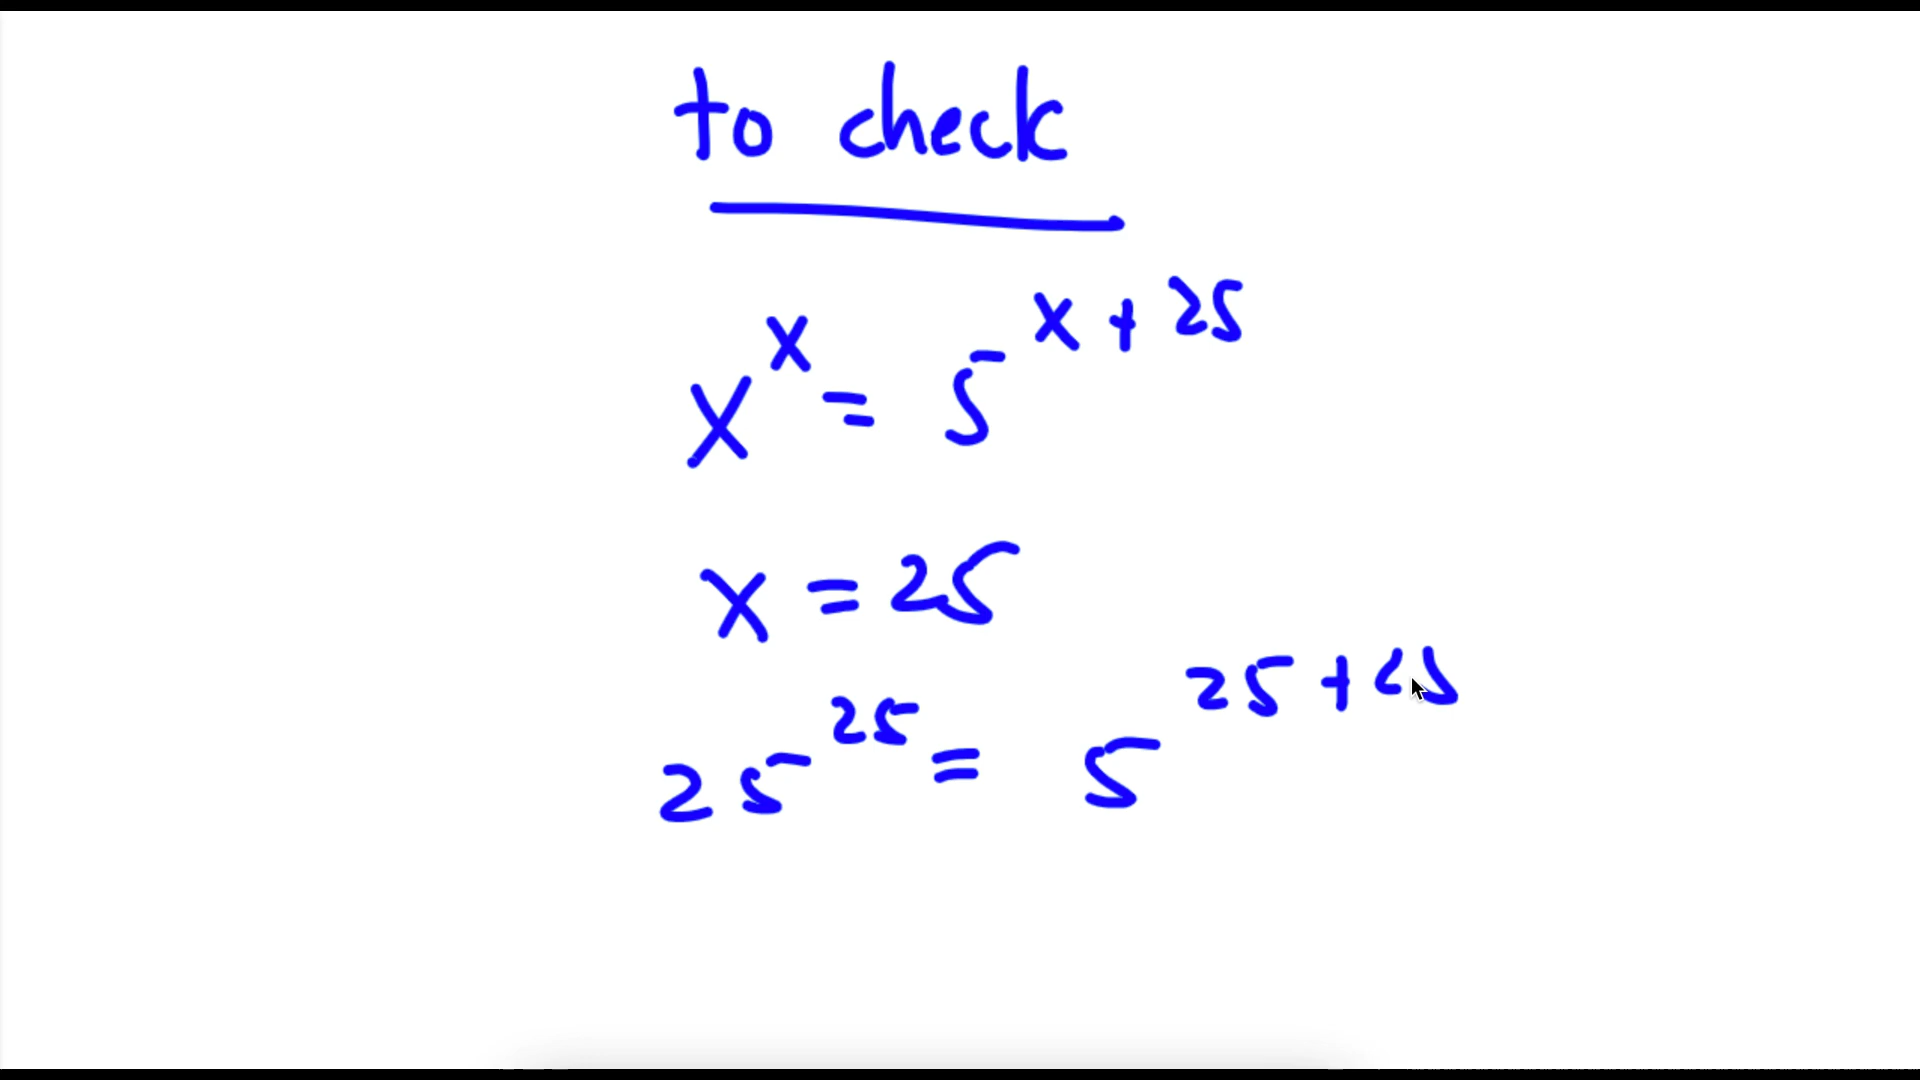 to check
x^x = 5^{x+25}
x = 25
25^{25} = 5^{25+25}